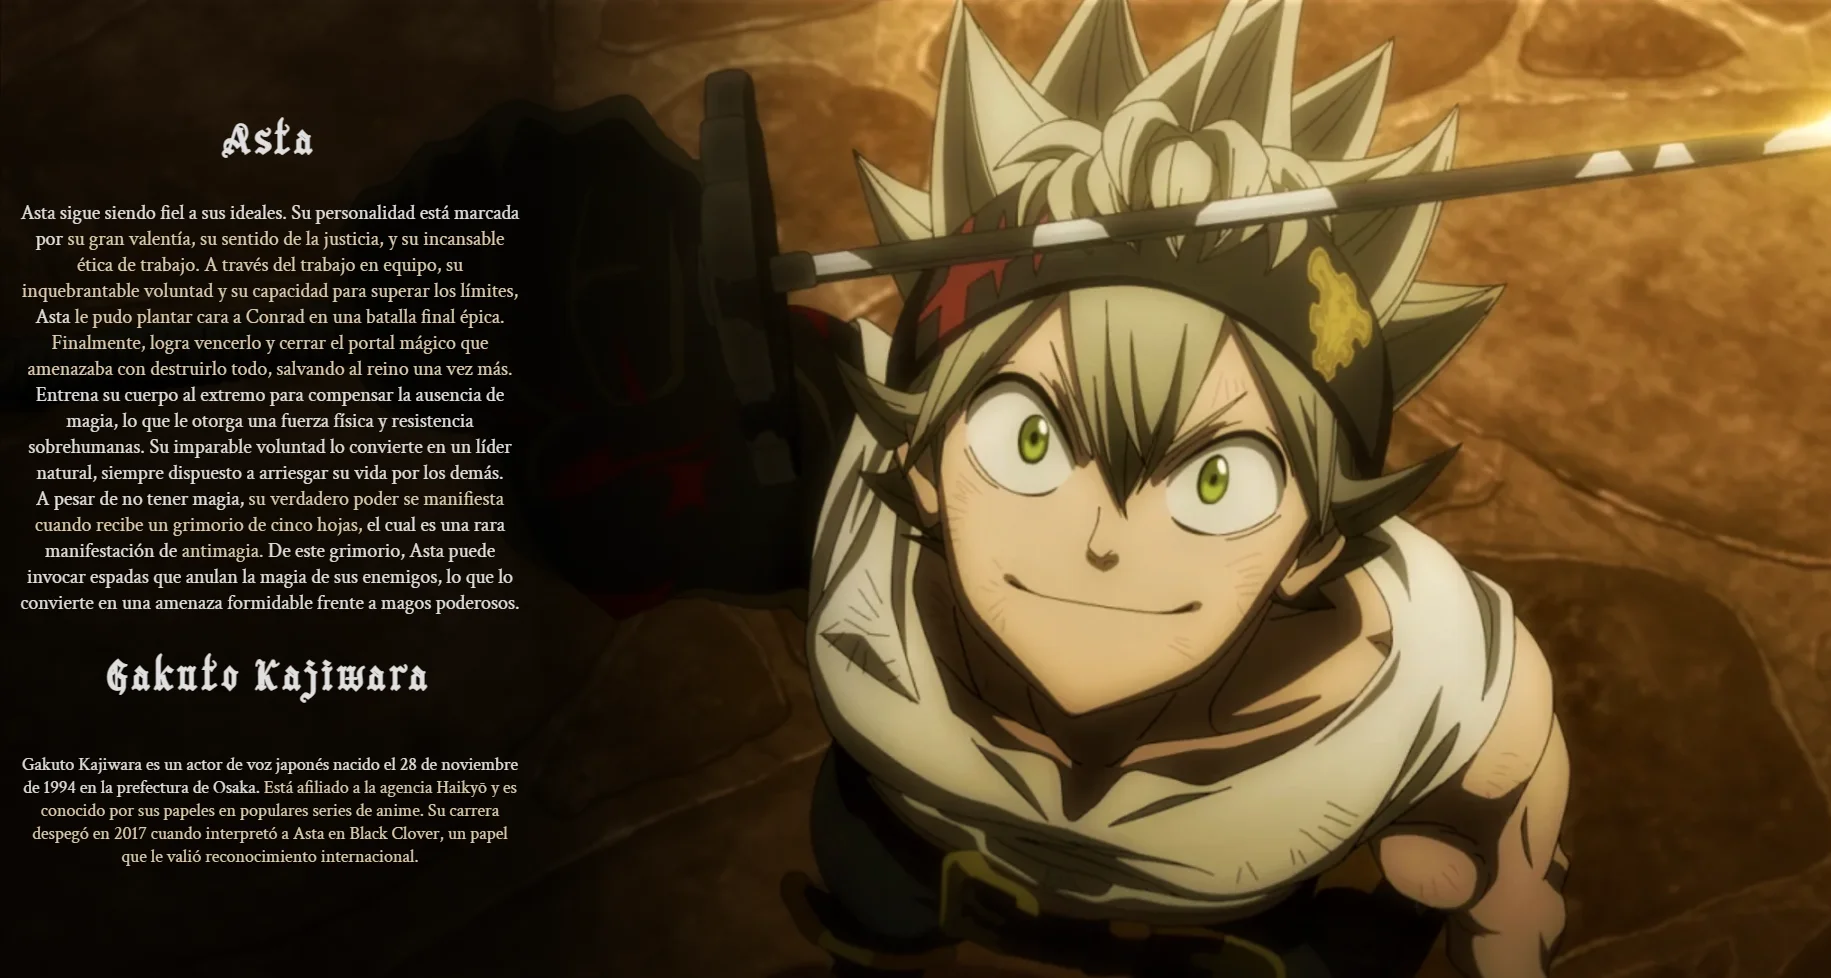 Asta
Asta sigue siendo fiel a sus ideales. Su personalidad está marcada
por su gran valentía, su sentido de la justicia, y su incansable
ética de trabajo. A través del trabajo en equipo, su
inquebrantable voluntad y su capacidad para superar los límites,
Asta le pudo plantar cara a Conrad en una batalla final épica.
Finalmente, logra vencerlo y cerrar el portal mágico que
amenazaba con destruirlo todo, salvando al reino una vez más.
Entrena su cuerpo al extremo para compensar la ausencia de
magia, lo que le otorga una fuerza física y resistencia
sobrehumanas. Su imparable voluntad lo convierte en un líder
natural, siempre dispuesto a arriesgar su vida por los demás.
A pesar de no tener magia, su verdadero poder se manifiesta
cuando recibe un grimorio de cinco hojas, el cual es una rara
manifestación de antimagia. De este grimorio, Asta puede
invocar espadas que anulan la magia de sus enemigos, lo que lo
convierte en una amenaza formidable frente a magos poderosos.
Gakuto Kajiwara
Gakuto Kajiwara es un actor de voz japonés nacido el 28 de noviembre
de 1994 en la prefectura de Osaka. Está afiliado a la agencia Haikyō y es
conocido por sus papeles en populares series de anime. Su carrera
despegó en 2017 cuando interpretó a Asta en Black Clover, un papel
que le valió reconocimiento internacional.